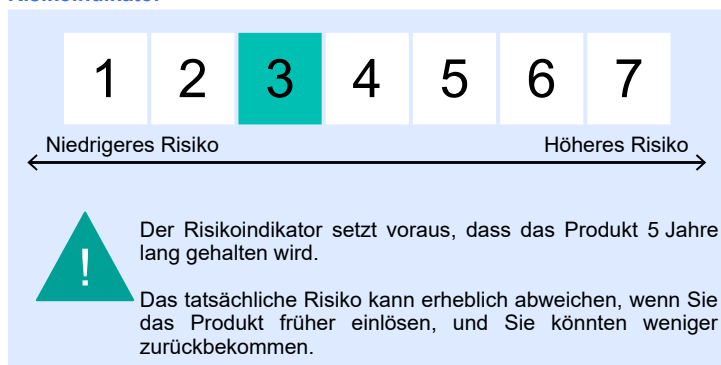 Risikoindikator
1 2 3 4 5 6 7
Niedrigeres Risiko Höheres Risiko
!
Der Risikoindikator setzt voraus, dass das Produkt 5 Jahre
lang gehalten wird.
Das tatsächliche Risiko kann erheblich abweichen, wenn Sie
das Produkt früher einlösen, und Sie könnten weniger
zurückbekommen.